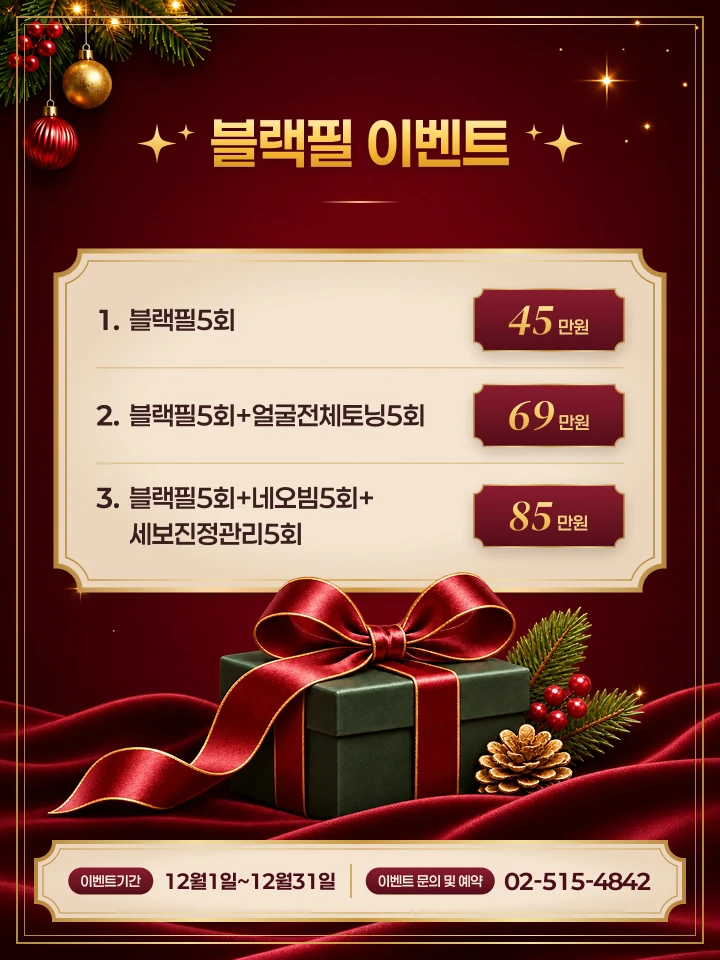 블랙필 이벤트
1. 블랙필5회
45 만원
2. 블랙필5회+얼굴전체토닝5회
69 만원
3. 블랙필5회+네오빔5회+
세보진정관리5회
85 만원
이벤트기간 12월1일~12월31일
이벤트 문의 및 예약 02-515-4842